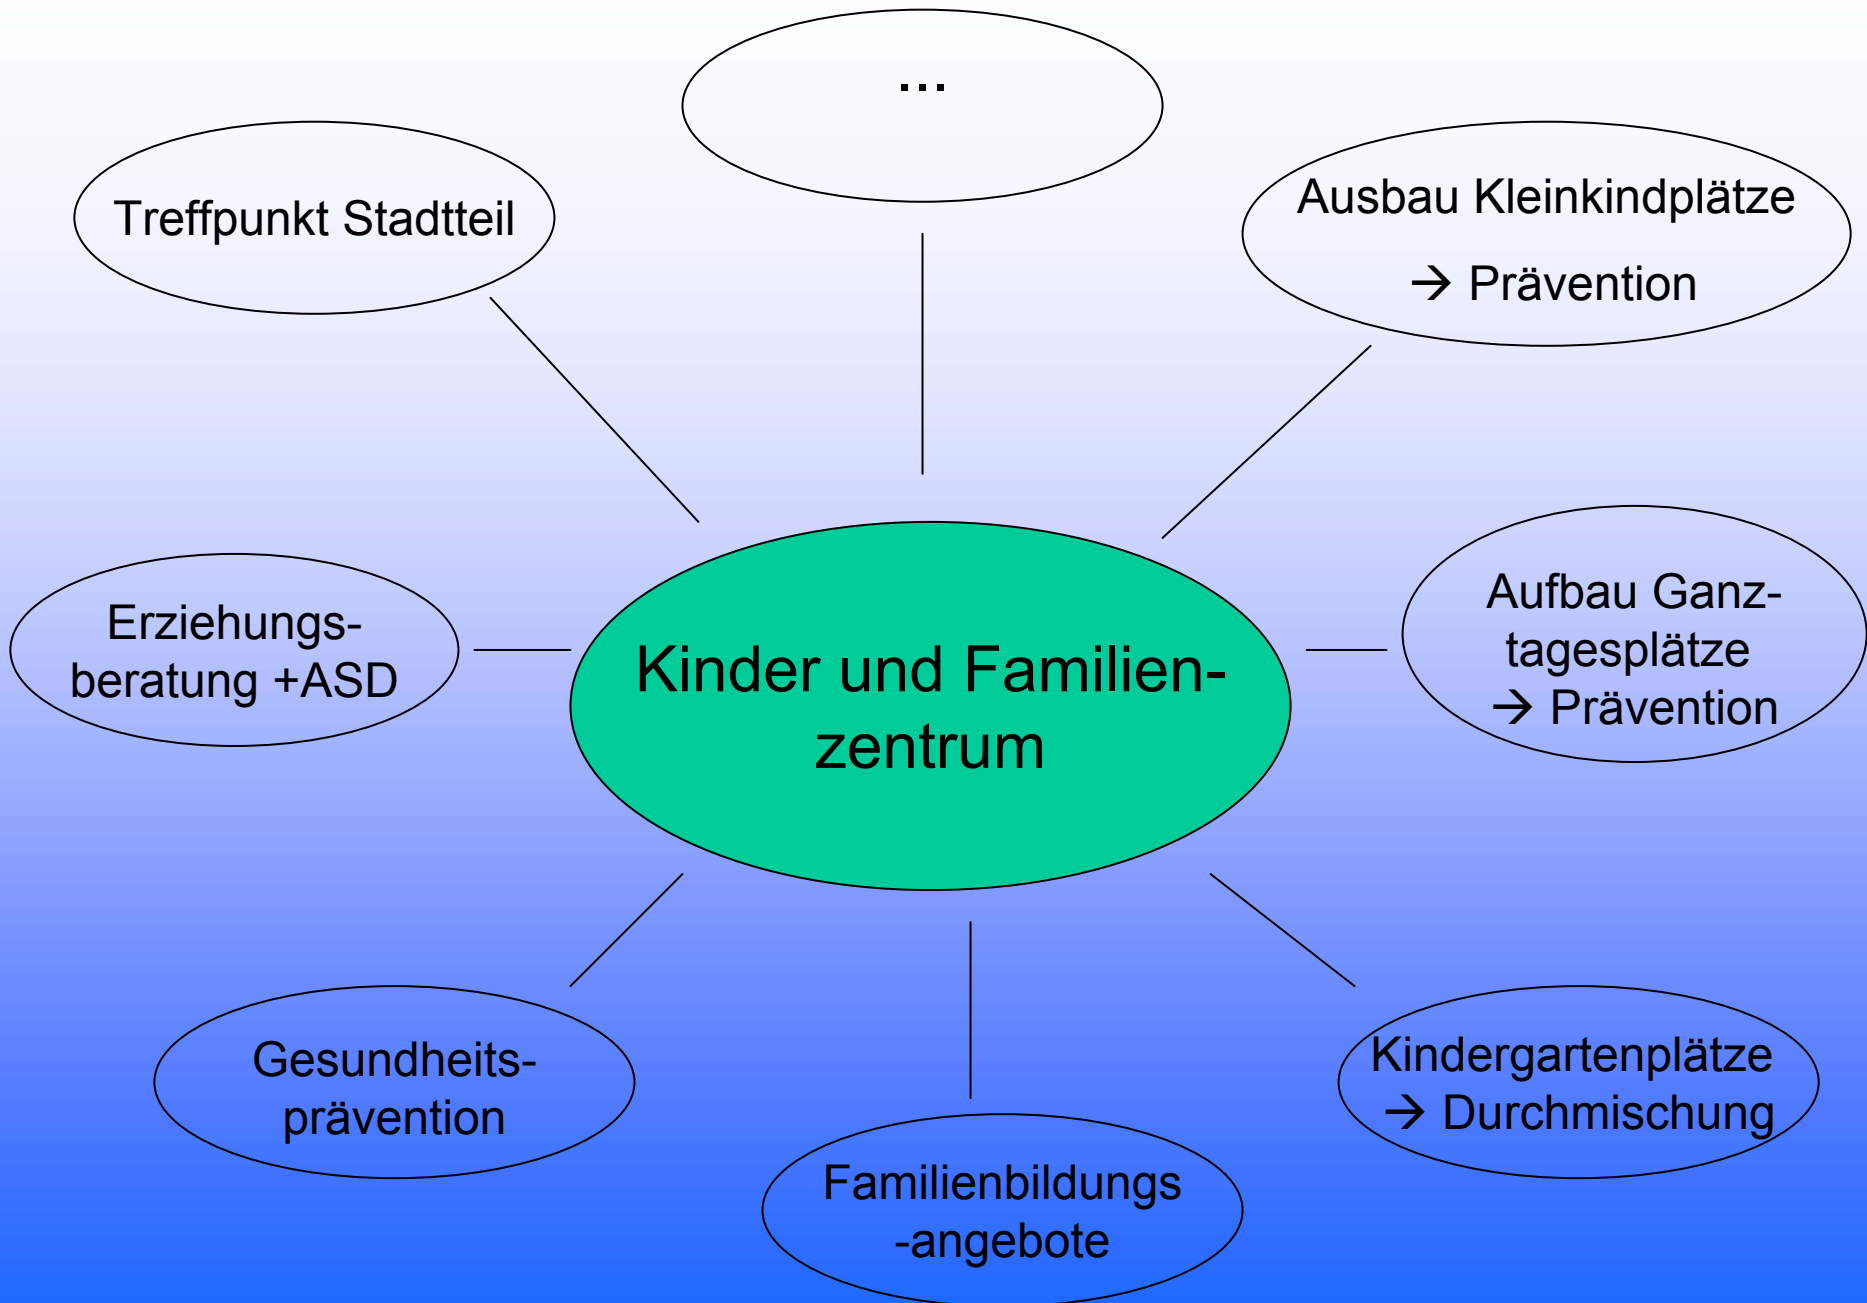 ...
Treffpunkt Stadtteil
Ausbau Kleinkindplätze
→ Prävention
Erziehungs-
beratung +ASD
Kinder und Familien-
zentrum
Aufbau Ganz-
tagesplätze
→ Prävention
Gesundheits-
prävention
Familienbildungs
-angebote
Kindergartenplätze
→ Durchmischung